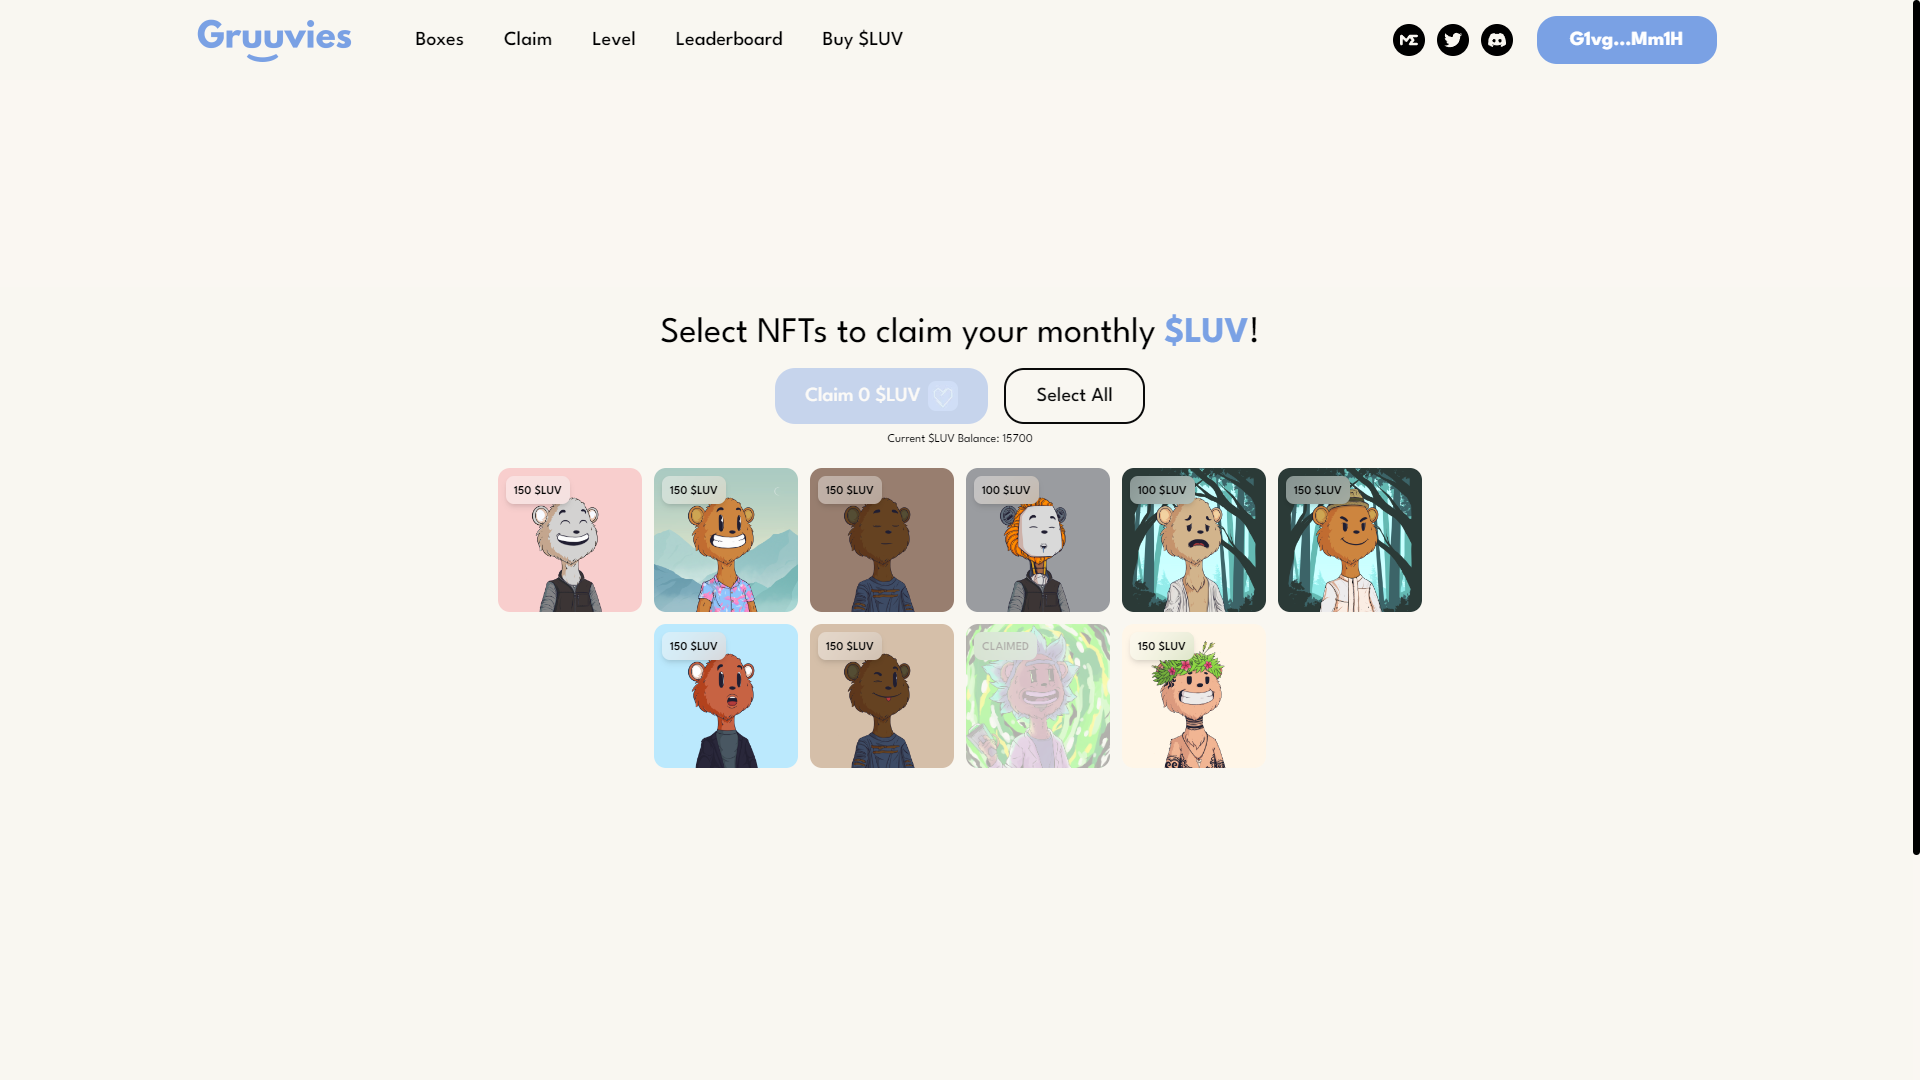 Gruuvies
Boxes
Claim
Level
Leaderboard
Buy $LUV
G1vg...Mm1H
Select NFTs to claim your monthly $LUV!
Claim 0 $LUV
Select All
Current $LUV Balance: 15700
150 $LUV
150 $LUV
150 $LUV
100 $LUV
100 $LUV
150 $LUV
150 $LUV
150 $LUV
CLAIMED
150 $LUV